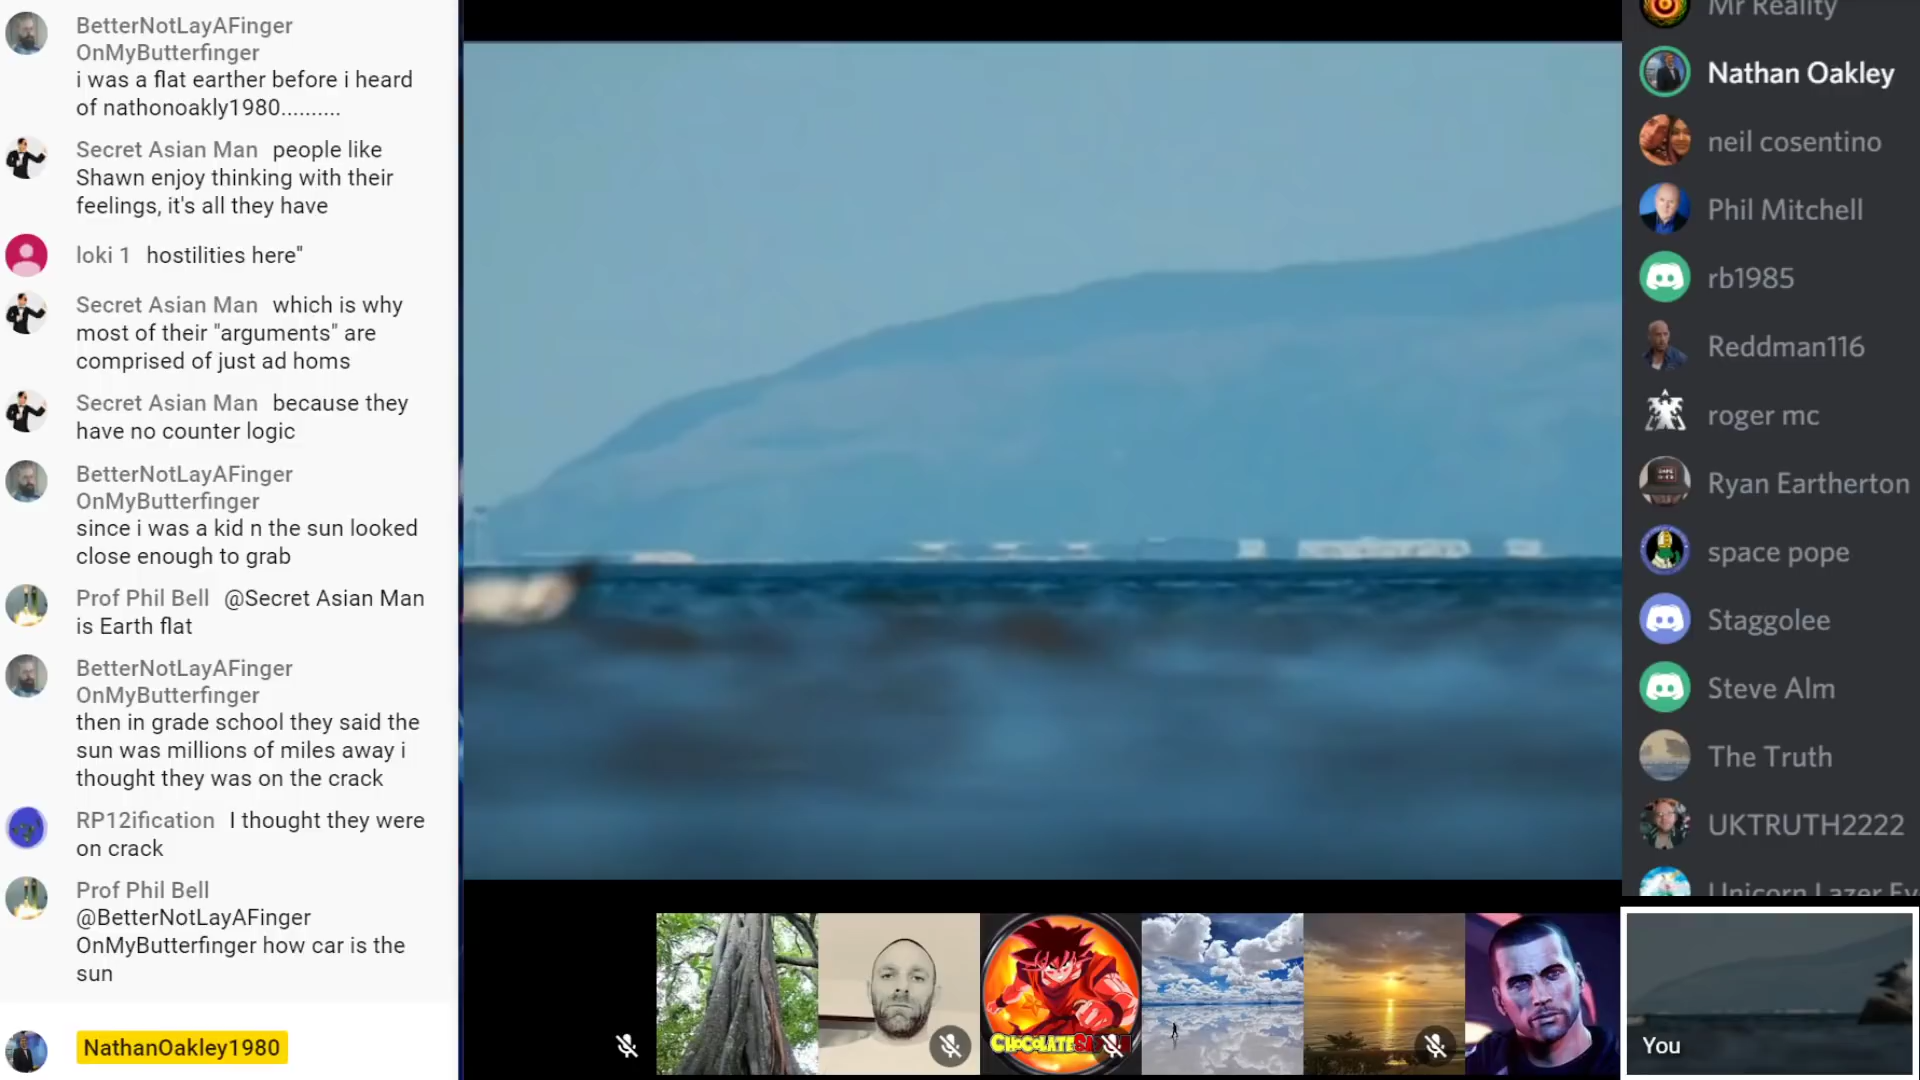 BetterNotLayAFinger
OnMyButterfinger
i was a flat earther before i heard
of nathonoakly1980..........
Secret Asian Man people like
Shawn enjoy thinking with their
feelings, it's all they have
loki 1 hostilities here"
Secret Asian Man which is why
most of their "arguments" are
comprised of just ad homs
Secret Asian Man because they
have no counter logic
BetterNotLayAFinger
OnMyButterfinger
since i was a kid n the sun looked
close enough to grab
Prof Phil Bell @Secret Asian Man
is Earth flat
BetterNotLayAFinger
OnMyButterfinger
then in grade school they said the
sun was millions of miles away i
thought they was on the crack
RP12ification I thought they were
on crack
Prof Phil Bell
@BetterNotLayAFinger
OnMyButterfinger how car is the
sun
NathanOakley1980
Mr Reality
Nathan Oakley
neil cosentino
Phil Mitchell
rb1985
Reddman116
roger mc
Ryan Eartherton
space pope
Staggolee
Steve Alm
The Truth
UKTRUTH2222
Unicorn Lazer
You